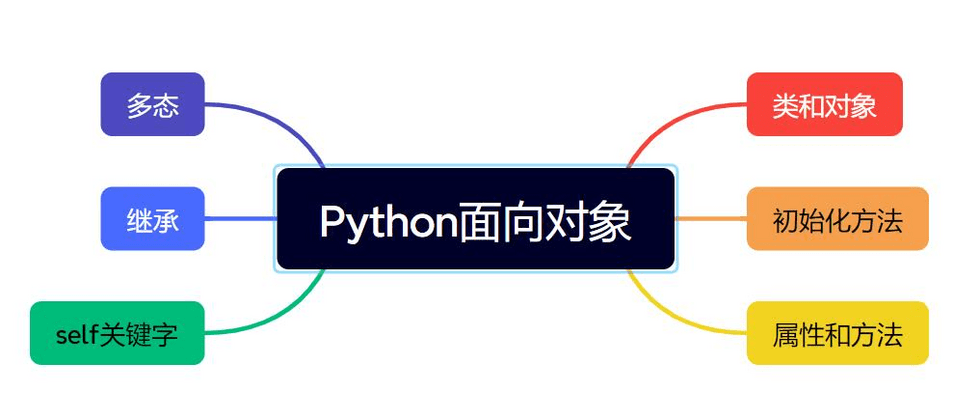 多态
类和对象
继承
Python面向对象
初始化方法
self关键字
属性和方法